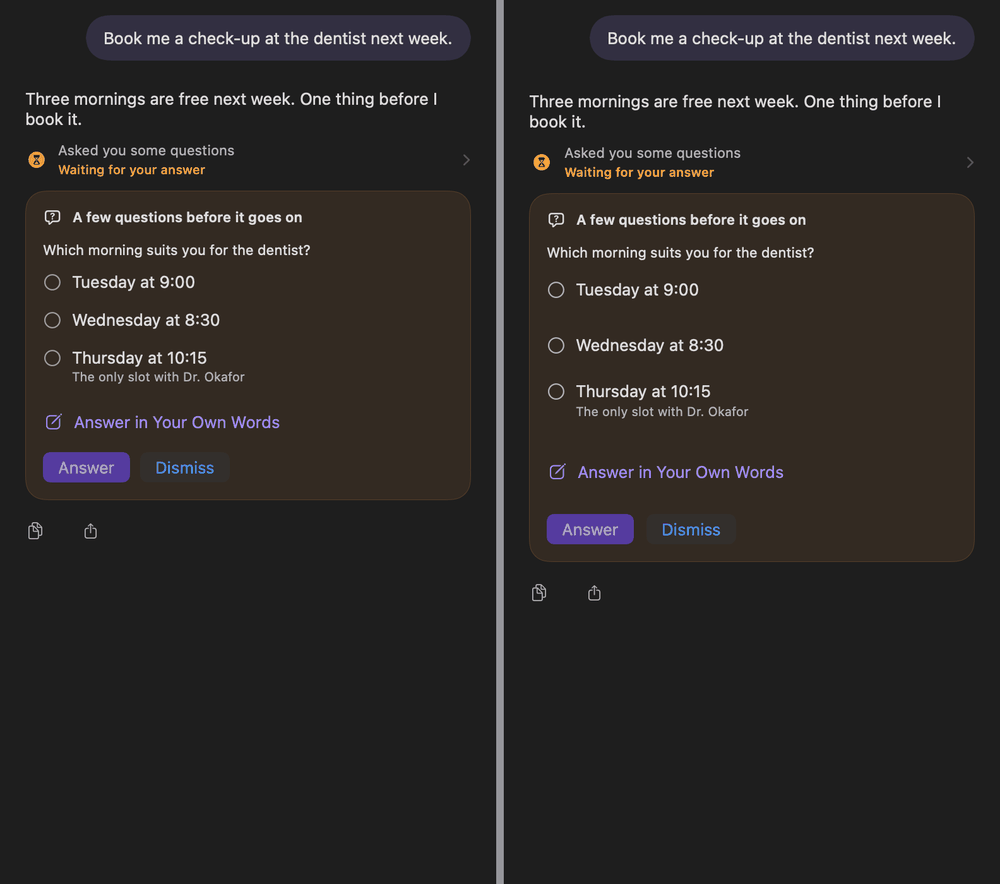 Book me a check-up at the dentist next week.
Three mornings are free next week. One thing before I
book it.
Asked you some questions
Waiting for your answer
A few questions before it goes on
Which morning suits you for the dentist?
Tuesday at 9:00
Wednesday at 8:30
Thursday at 10:15
The only slot with Dr. Okafor
Answer in Your Own Words
Answer
Dismiss
Book me a check-up at the dentist next week.
Three mornings are free next week. One thing before I
book it.
Asked you some questions
Waiting for your answer
A few questions before it goes on
Which morning suits you for the dentist?
Tuesday at 9:00
Wednesday at 8:30
Thursday at 10:15
The only slot with Dr. Okafor
Answer in Your Own Words
Answer
Dismiss